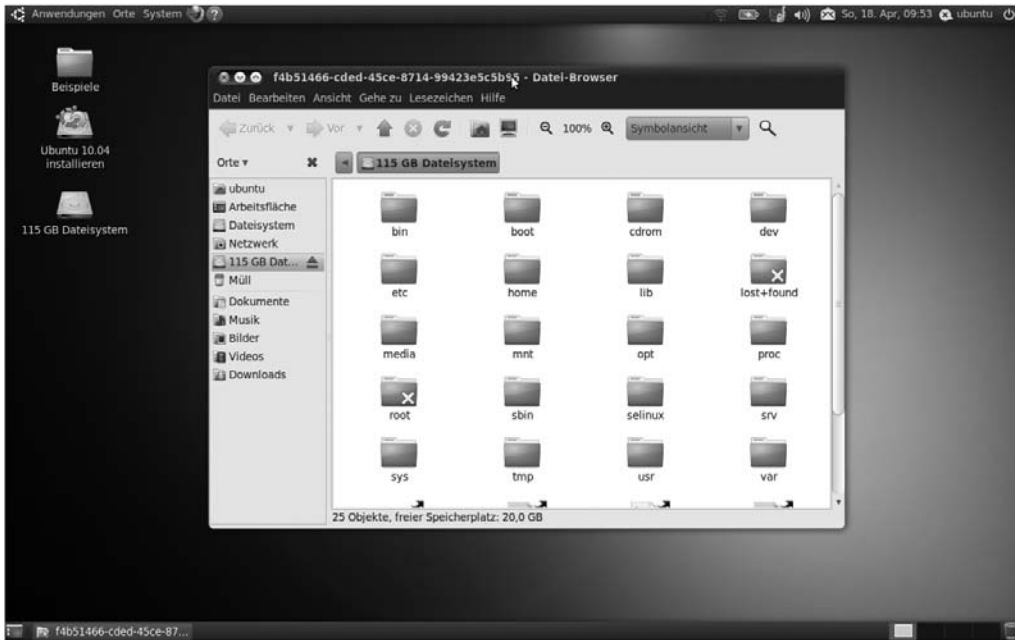 Anwendungen Orte System So, 18. Apr, 09:53 ubuntu
Beispiele
Ubuntu 10.04
installieren
115 GB Dateisystem
f4b51466-cded-45ce-8714-99423e5c5b95 - Datei-Browser
Datei Bearbeiten Ansicht Gehe zu Lesezeichen Hilfe
Zurück Vor 100% Symbolansicht
Orte 115 GB Dateisystem
ubuntu
Arbeitsfläche
Dateisystem
Netzwerk
115 GB Dat...
Müll
Dokumente
Musik
Bilder
Videos
Downloads
bin boot cdrom dev
etc home lib lost+found
media mnt opt proc
root sbin selinux srv
sys tmp usr var
25 Objekte, freier Speicherplatz: 20,0 GB
f4b51466-cded-45ce-87...